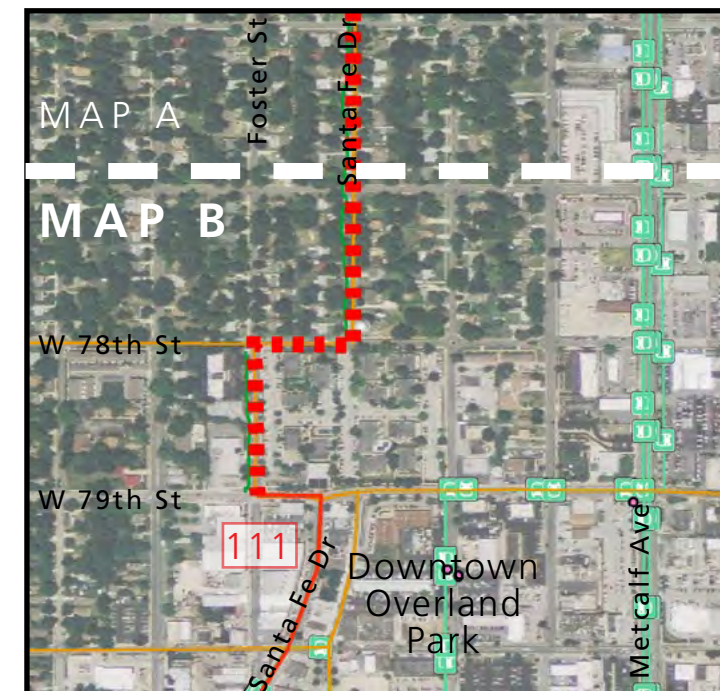 Foster St
Santa Fe Dr
MAP A
MAP B
W 78th St
W 79th St
111
Santa Fe Dr
Downtown
Overland
Park
Metcalf Ave